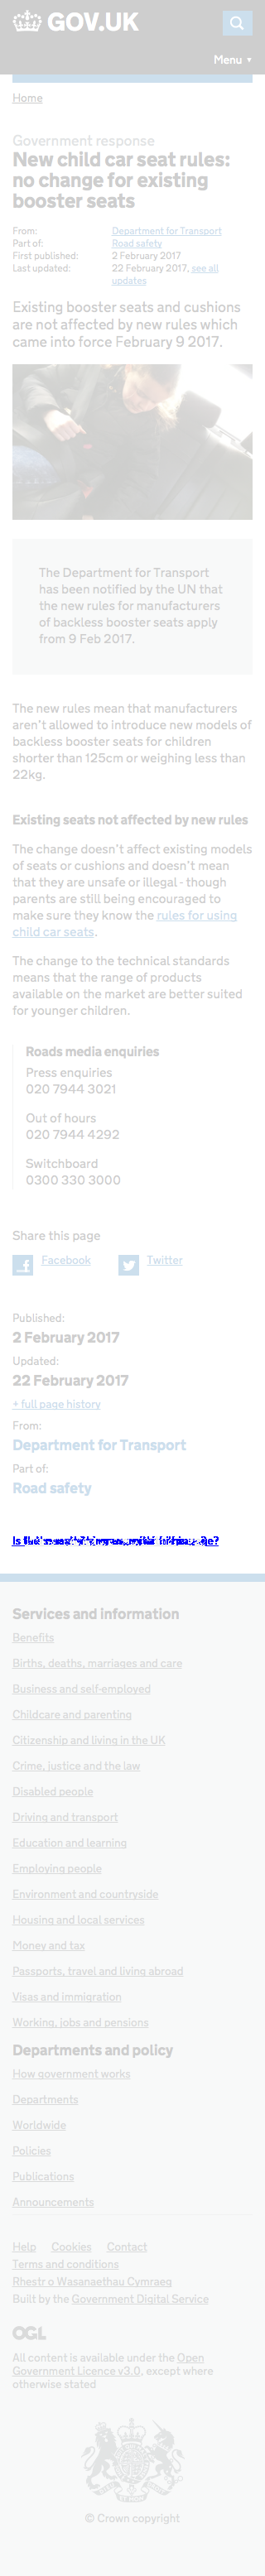 GOV.UK
Menu ▼
Home
Government response
New child car seat rules:
no change for existing
booster seats
From: Department for Transport
Part of: Road safety
First published: 2 February 2017
Last updated: 22 February 2017, see all
updates
Existing booster seats and cushions
are not affected by new rules which
came into force February 9 2017.
The Department for Transport
has been notified by the UN that
the new rules for manufacturers
of backless booster seats apply
from 9 Feb 2017.
The new rules mean that manufacturers
aren't allowed to introduce new models of
backless booster seats for children
shorter than 125cm or weighing less than
22kg.
Existing seats not affected by new rules
The change doesn't affect existing models
of seats or cushions and doesn't mean
that they are unsafe or illegal - though
parents are still being encouraged to
make sure they know the rules for using
child car seats.
The change to the technical standards
means that the range of products
available on the market are better suited
for younger children.
Roads media enquiries
Press enquiries
020 7944 3021
Out of hours
020 7944 4292
Switchboard
0300 330 3000
Share this page
Facebook Twitter
Published:
2 February 2017
Updated:
22 February 2017
+ full page history
From:
Department for Transport
Part of:
Road safety
Services and information
Benefits
Births, deaths, marriages and care
Business and self-employed
Childcare and parenting
Citizenship and living in the UK
Crime, justice and the law
Disabled people
Driving and transport
Education and learning
Employing people
Environment and countryside
Housing and local services
Money and tax
Passports, travel and living abroad
Visas and immigration
Working, jobs and pensions
Departments and policy
How government works
Departments
Worldwide
Policies
Publications
Announcements
Help Cookies Contact
Terms and conditions
Rhestr o Wasanaethau Cymraeg
Built by the Government Digital Service
OGL
All content is available under the Open
Government Licence v3.0, except where
otherwise stated
© Crown copyright